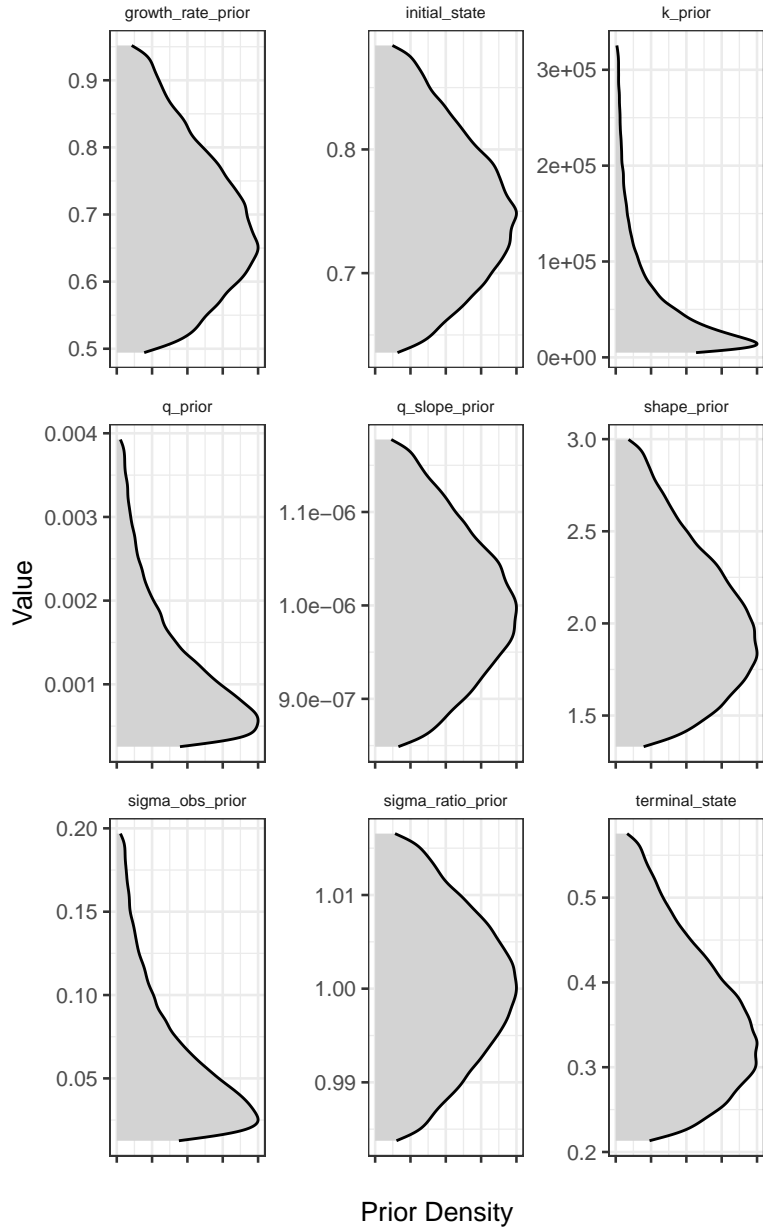 growth_rate_prior
initial_state
k_prior
0.9
0.8
0.7
0.6
0.5
0.8
0.7
3e+05
2e+05
1e+05
0e+00
q_prior
q_slope_prior
shape_prior
0.004
0.003
0.002
0.001
1.1e−06
1.0e−06
9.0e−07
3.0
2.5
2.0
1.5
Value
sigma_obs_prior
sigma_ratio_prior
terminal_state
0.20
0.15
0.10
0.05
1.01
1.00
0.99
0.5
0.4
0.3
0.2
Prior Density